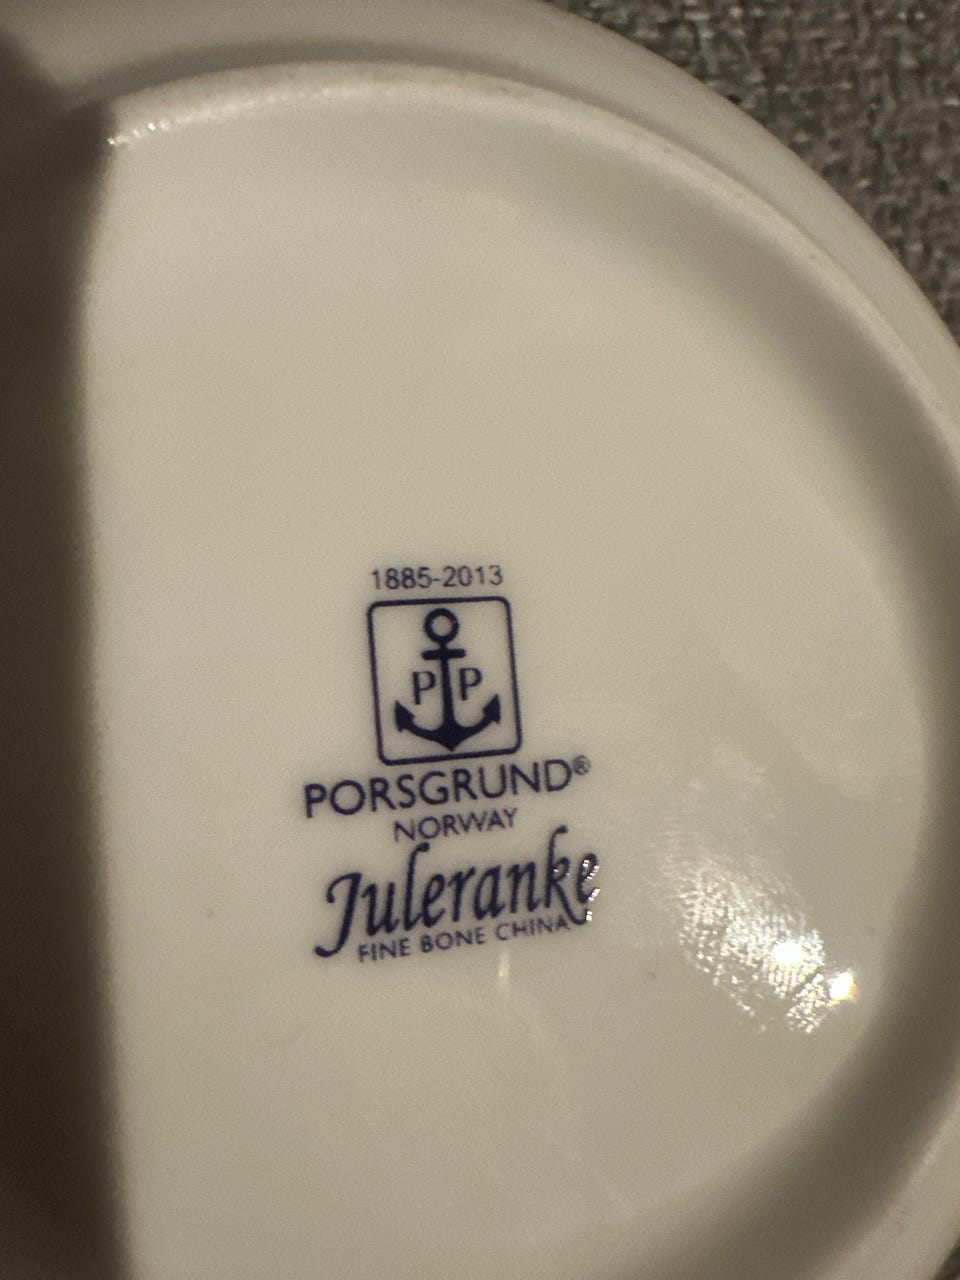 1885-2013
P P
PORSGRUND®
NORWAY
Juleranke
FINE BONE CHINA